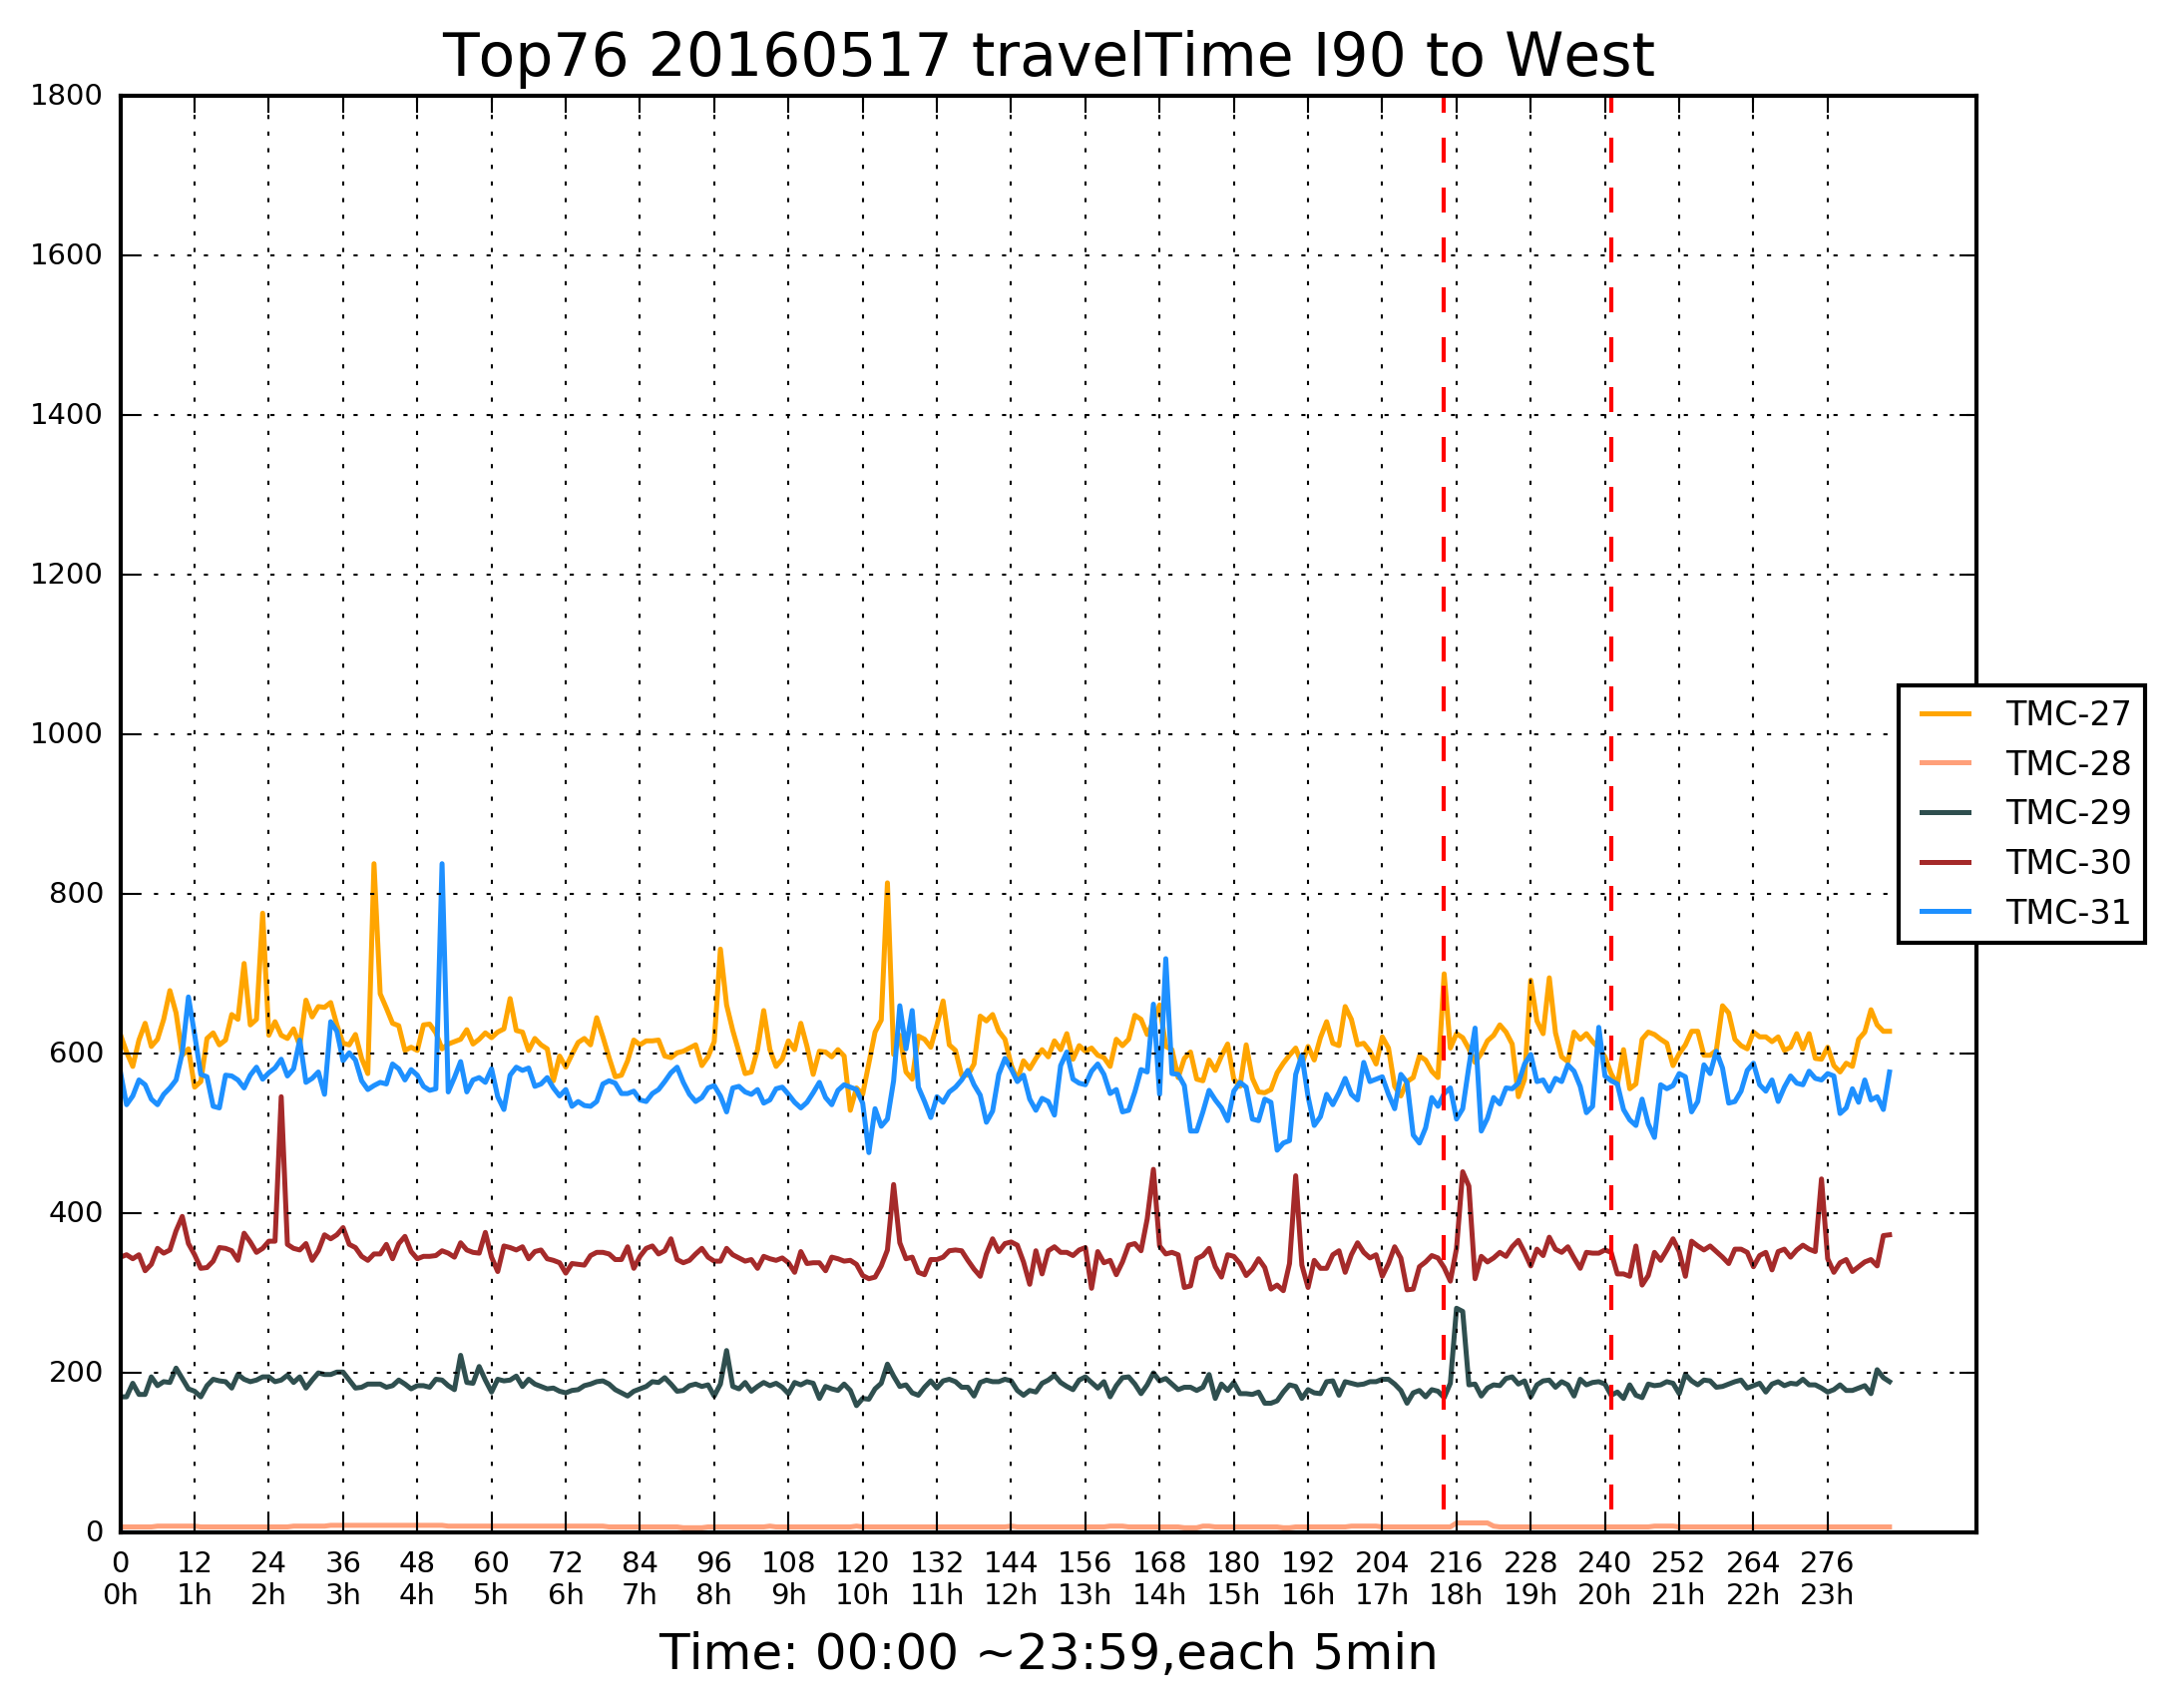 Top76 20160517 travelTime I90 to West
1800
1600
1400
1200
1000
800
600
400
200
0
TMC-27
TMC-28
TMC-29
TMC-30
TMC-31
0 12 24 36 48 60 72 84 96 108 120 132 144 156 168 180 192 204 216 228 240 252 264 276
0h 1h 2h 3h 4h 5h 6h 7h 8h 9h 10h 11h 12h 13h 14h 15h 16h 17h 18h 19h 20h 21h 22h 23h
Time: 00:00 ~23:59,each 5min